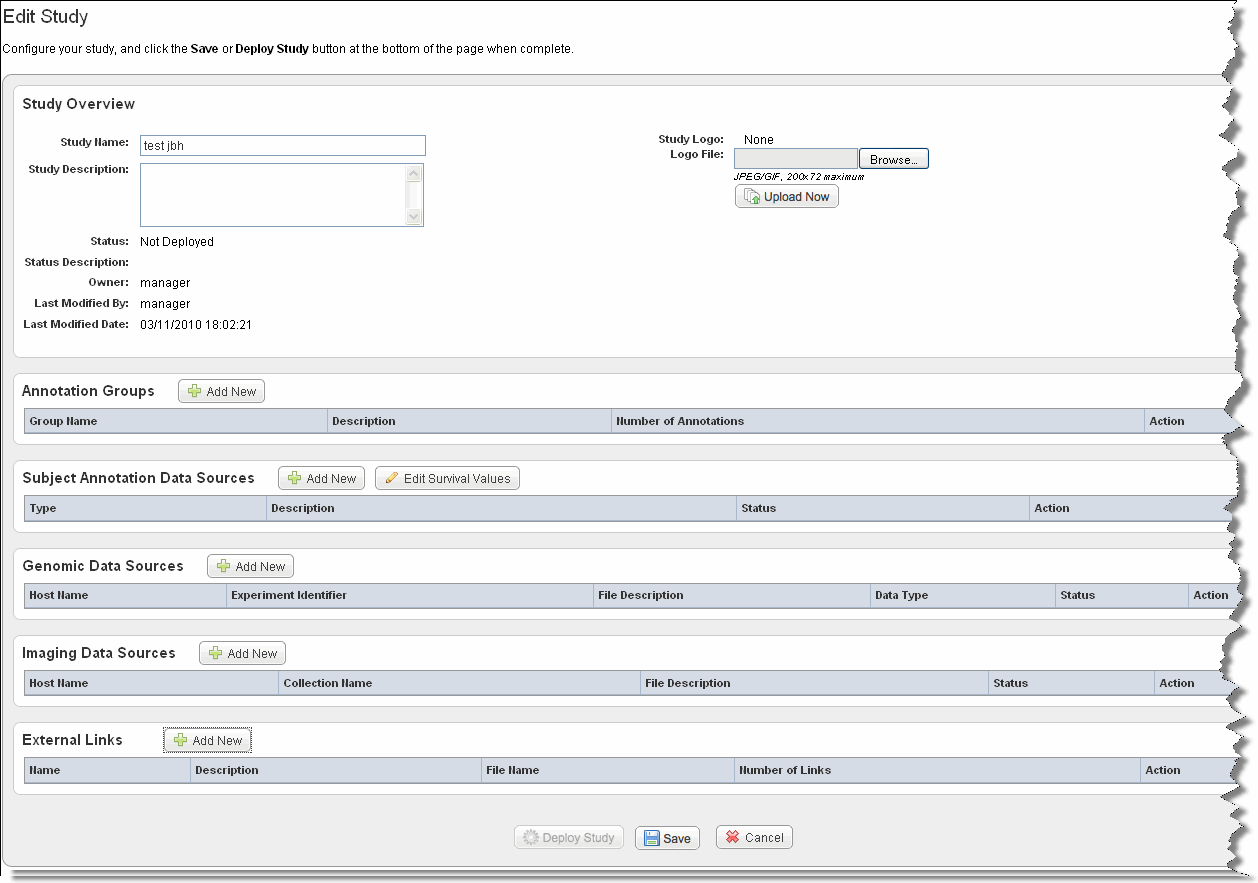 Edit Study
Configure your study, and click the Save or Deploy Study button at the bottom of the page when complete.
Study Overview
Study Name: test jbh
Study Description:
Status: Not Deployed
Status Description:
Owner: manager
Last Modified By: manager
Last Modified Date: 03/11/2010 18:02:21
Study Logo: None
Logo File: Browse...
JPEG/GIF, 200x72 maximum
Upload Now
Annotation Groups Add New
Group Name Description Number of Annotations Action
Subject Annotation Data Sources Add New Edit Survival Values
Type Description Status Action
Genomic Data Sources Add New
Host Name Experiment Identifier File Description Data Type Status Action
Imaging Data Sources Add New
Host Name Collection Name File Description Status Action
External Links Add New
Name Description File Name Number of Links Action
Deploy Study Save Cancel